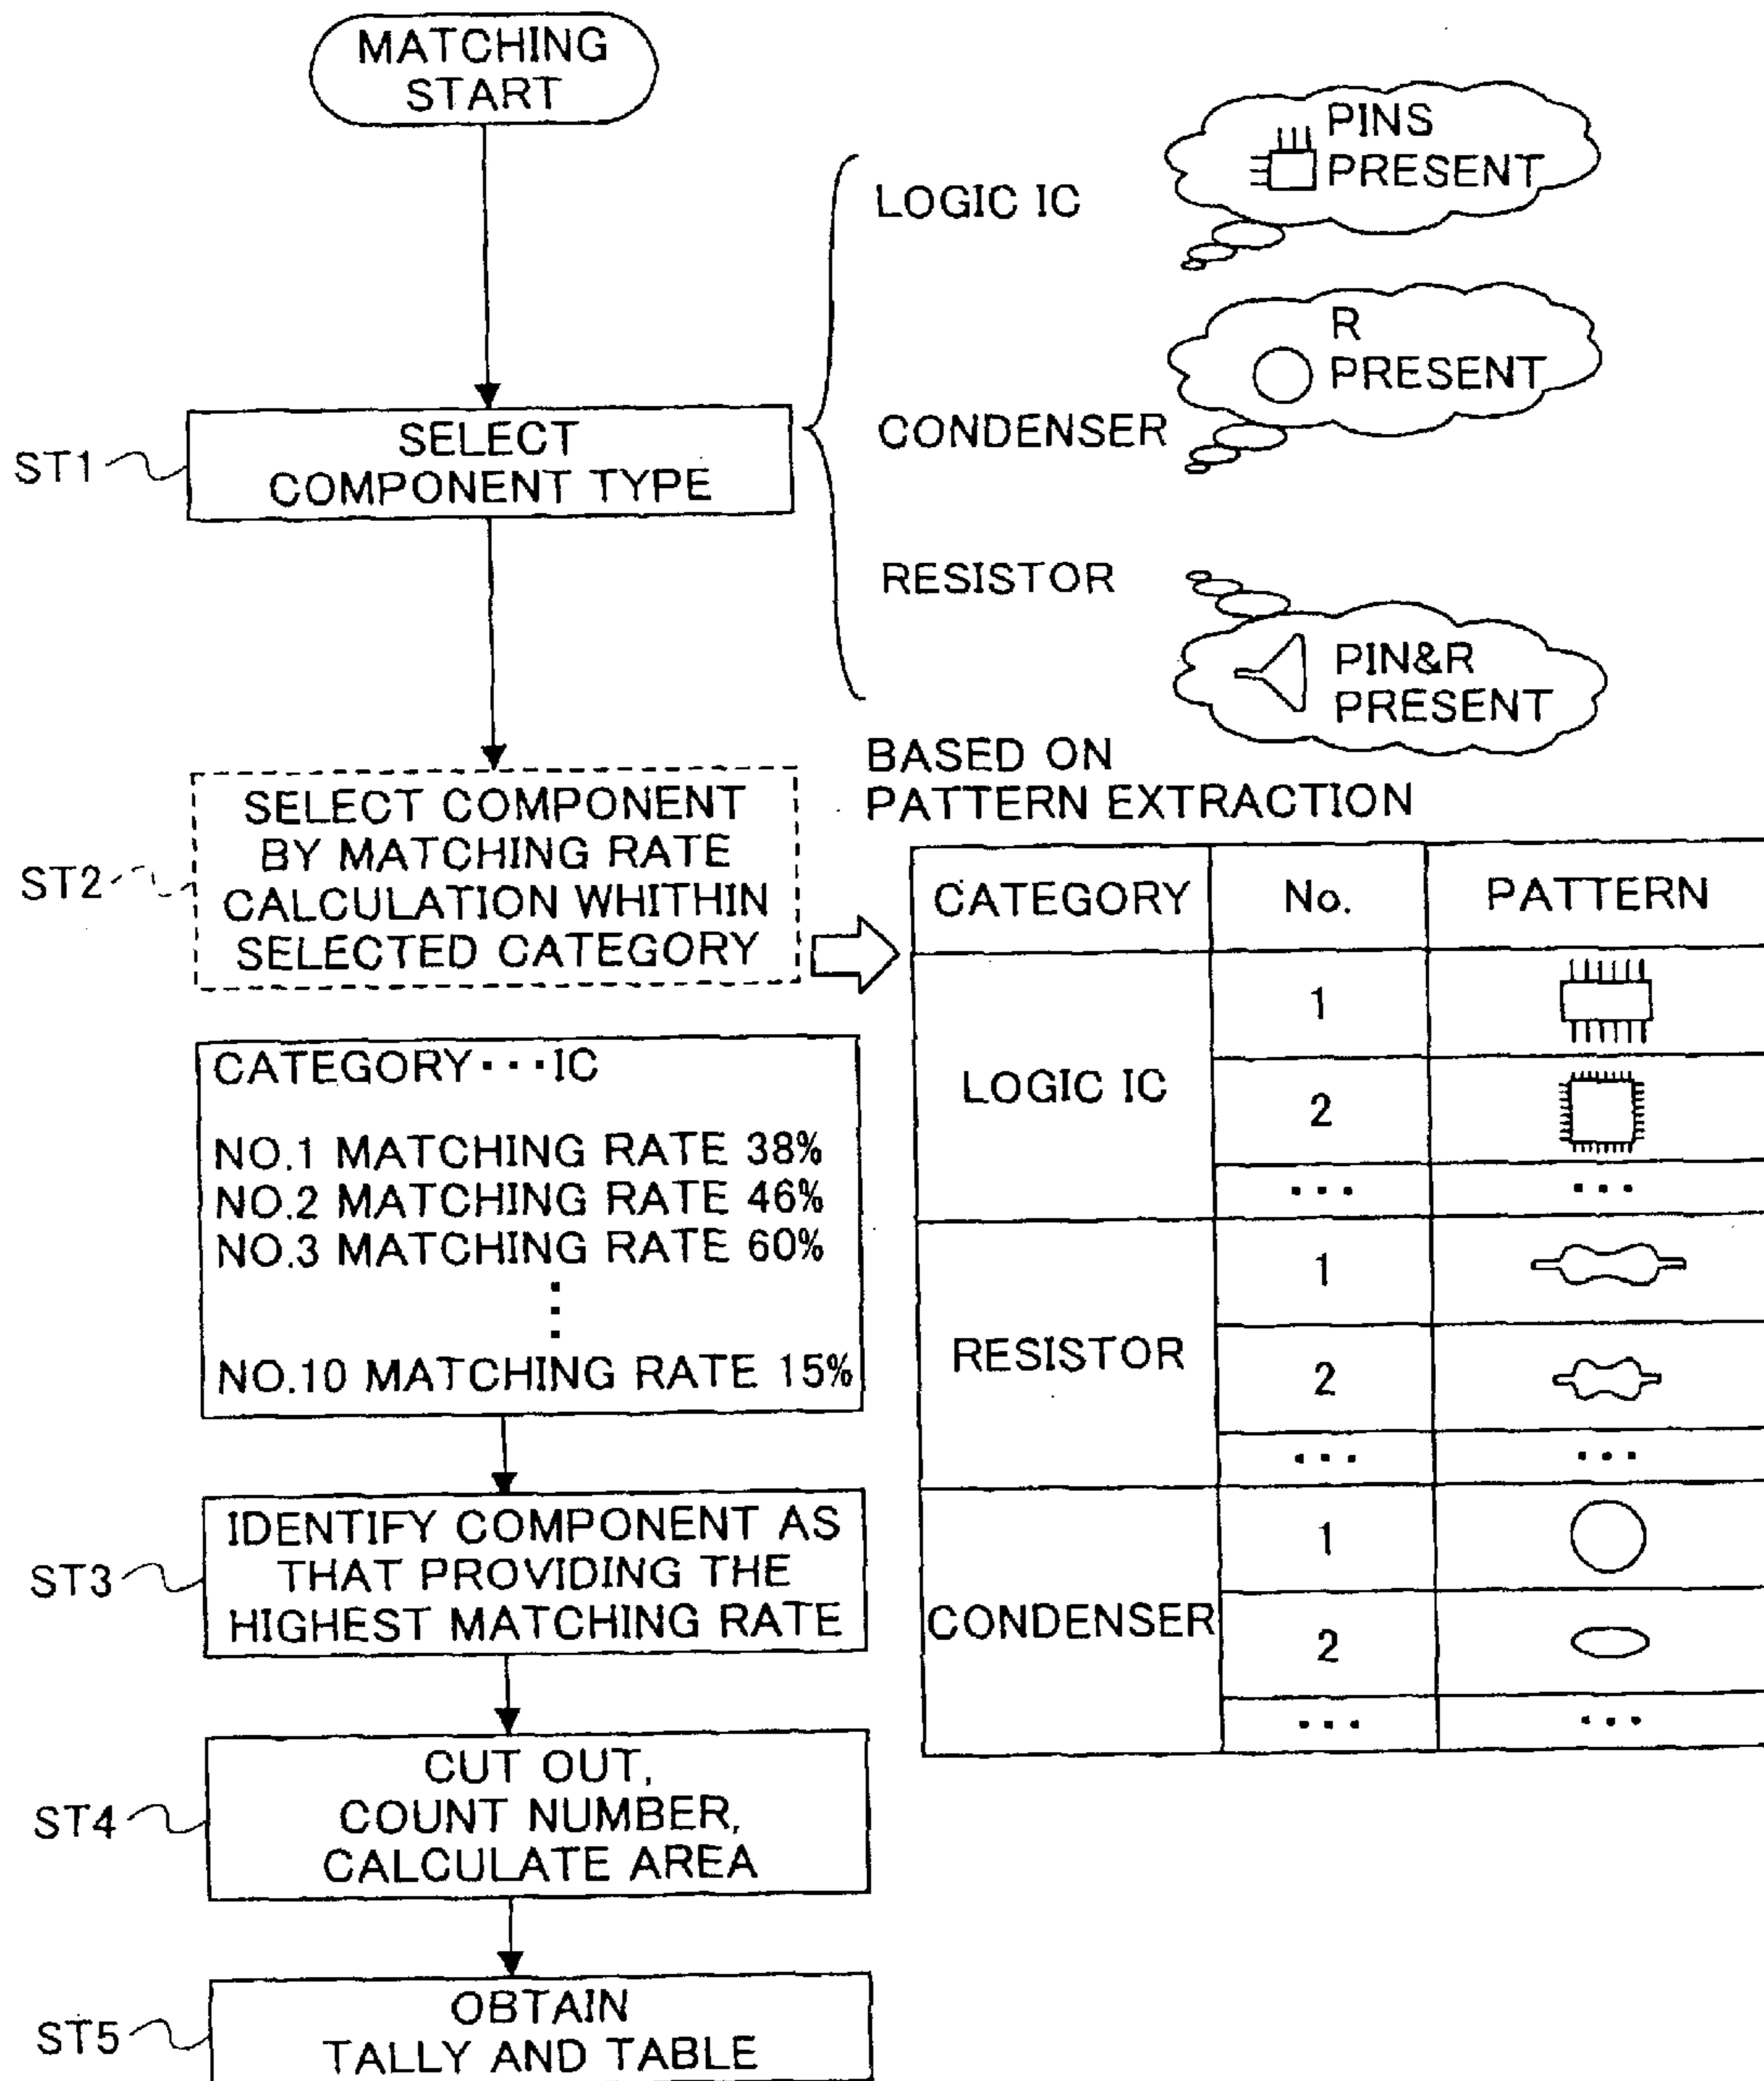 MATCHING
START
PINS
PRESENT
LOGIC IC
R
PRESENT
CONDENSER
ST1
SELECT
COMPONENT TYPE
RESISTOR
PIN&R
PRESENT
BASED ON
PATTERN EXTRACTION
ST2
SELECT COMPONENT
BY MATCHING RATE
CALCULATION WHITHIN
SELECTED CATEGORY
CATEGORY No. PATTERN
LOGIC IC
1
2
... ...
RESISTOR
1
2
... ...
CONDENSER
1
2
... ...
CATEGORY···IC
NO.1 MATCHING RATE 38%
NO.2 MATCHING RATE 46%
NO.3 MATCHING RATE 60%
⋮
NO.10 MATCHING RATE 15%
ST3
IDENTIFY COMPONENT AS
THAT PROVIDING THE
HIGHEST MATCHING RATE
ST4
CUT OUT,
COUNT NUMBER,
CALCULATE AREA
ST5
OBTAIN
TALLY AND TABLE